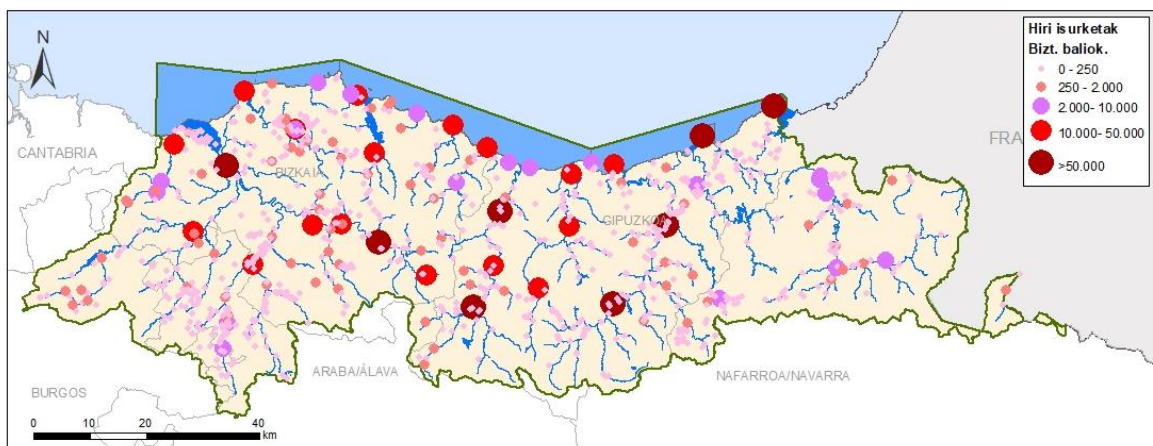 N
Hiri isurketak
Bizt. baliok.
0 - 250
250 - 2.000
2.000- 10.000
10.000- 50.000
>50.000
FRA
CANTABRIA
BIZKAIA
GIPUZKOA
ARABA/ÁLAVA
NAFARROA/NAVARRA
BURGOS
0 10 20 40
km